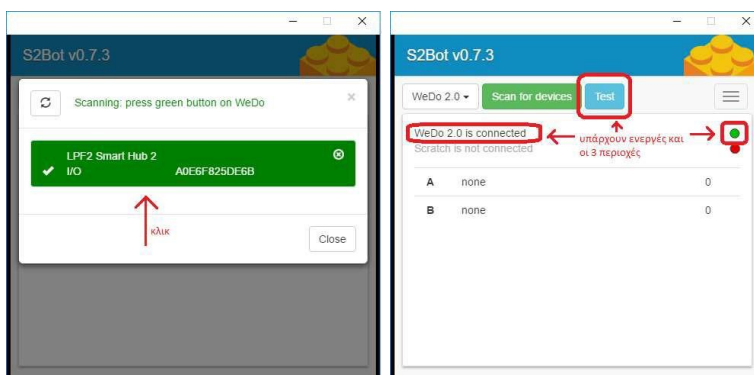 S2Bot v0.7.3
Scanning: press green button on WeDo
LPF2 Smart Hub 2
I/O A0E6F825DE6B
κλικ
Close
S2Bot v0.7.3
WeDo 2.0 Scan for devices Test
WeDo 2.0 is connected
Scratch is not connected
υπάρχουν ενεργές και
οι 3 περιοχές
A none 0
B none 0